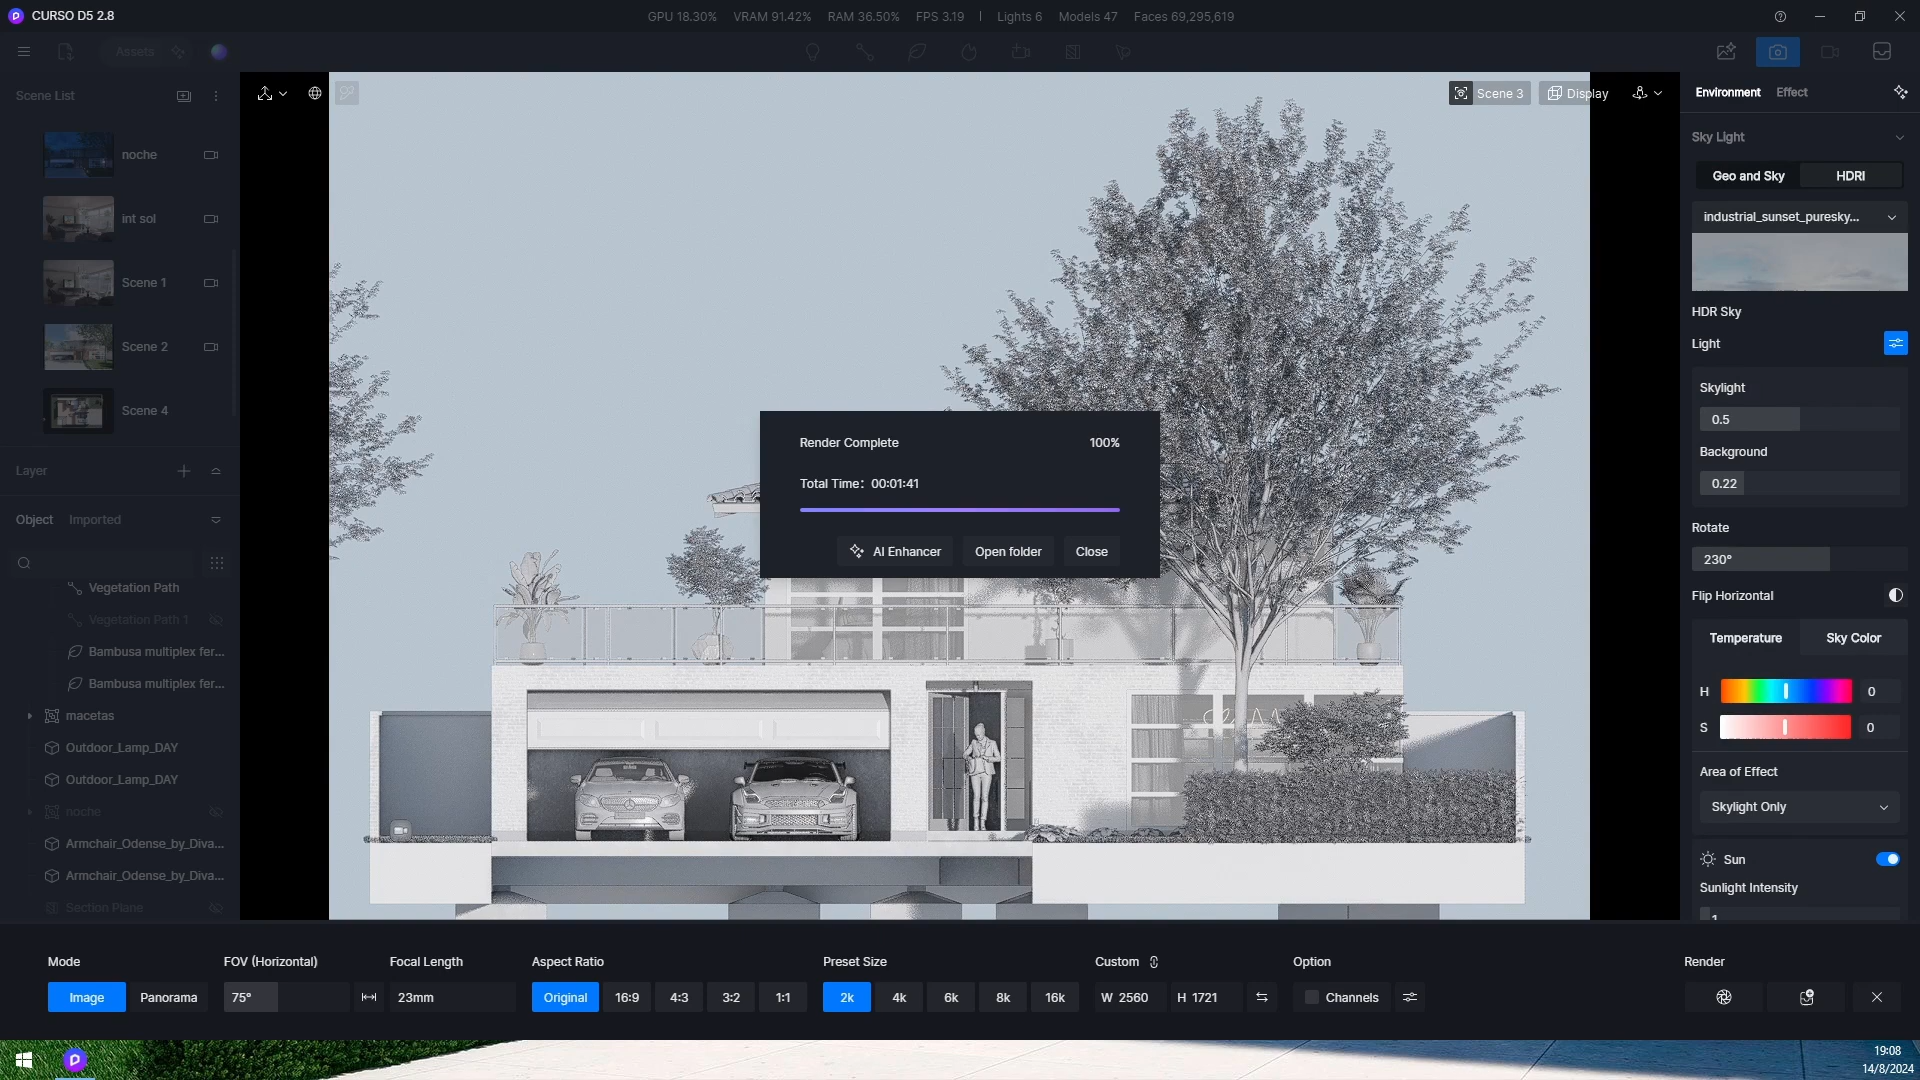 CURSO D5 2.8
GPU 18.30% VRAM 91.42% RAM 36.50% FPS 3.19 | Lights 6 Models 47 Faces 69,295,619
Assets
Scene List
noche
int sol
Scene 1
Scene 2
Scene 4
Layer
Object Imported
Vegetation Path
Vegetation Path 1
Bambusa multiplex fer...
Bambusa multiplex fer...
macetas
Outdoor_Lamp_DAY
Outdoor_Lamp_DAY
noche
Armchair_Odense_by_Diva...
Armchair_Odense_by_Diva...
Section Plane
Scene 3 Display
Render Complete 100%
Total Time: 00:01:41
AI Enhancer Open folder Close
Environment Effect
Sky Light
Geo and Sky HDRI
industrial_sunset_puresky...
HDR Sky
Light
Skylight
0.5
Background
0.22
Rotate
230°
Flip Horizontal
Temperature Sky Color
H 0
S 0
Area of Effect
Skylight Only
Sun
Sunlight Intensity
1
Mode FOV (Horizontal) Focal Length Aspect Ratio Preset Size Custom Option Render
Image Panorama 75° 23mm Original 16:9 4:3 3:2 1:1 2k 4k 6k 8k 16k W 2560 H 1721 Channels
19:08
14/8/2024